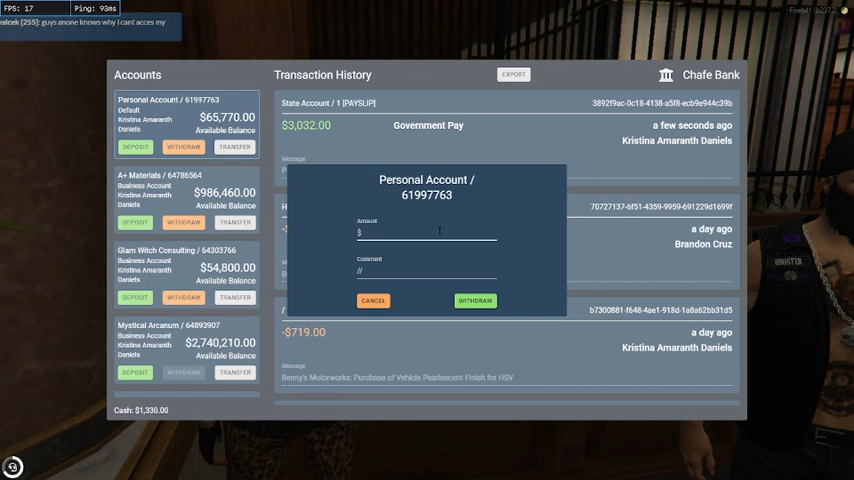 FPS: 17
Ping: 93ms
[255]: guys anone knows why i cant acces my
FiveM
Accounts
Transaction History
EXPORT
Chafe Bank
Personal Account / 61997763
Default
Kristina Amaranth
Daniels
$65,770.00
Available Balance
DEPOSIT
WITHDRAW
TRANSFER
A+ Materials / 64786564
Business Account
Kristina Amaranth
Daniels
$986,460.00
Available Balance
DEPOSIT
WITHDRAW
TRANSFER
Glam Witch Consulting / 64303766
Business Account
Kristina Amaranth
Daniels
$54,800.00
Available Balance
DEPOSIT
WITHDRAW
TRANSFER
Mystical Arcanum / 64893907
Business Account
Kristina Amaranth
Daniels
$2,740,210.00
Available Balance
DEPOSIT
WITHDRAW
TRANSFER
Cash: $1,330.00
State Account / 1 [PAYSLIP]
3892f9ac-0c18-4138-a5f8-ecb9e944c39b
$3,032.00
Government Pay
a few seconds ago
Kristina Amaranth Daniels
Message
70727137-6f51-4359-9959-691229d1699f
a day ago
Brandon Cruz
b7300881-f648-4ae1-918d-1a8a62bb31d5
-$719.00
a day ago
Kristina Amaranth Daniels
Message
Benny's Motorworks: Purchase of Vehicle Pearlescent Finish for HSV
Personal Account /
61997763
Amount
$
Comment
//
CANCEL
WITHDRAW